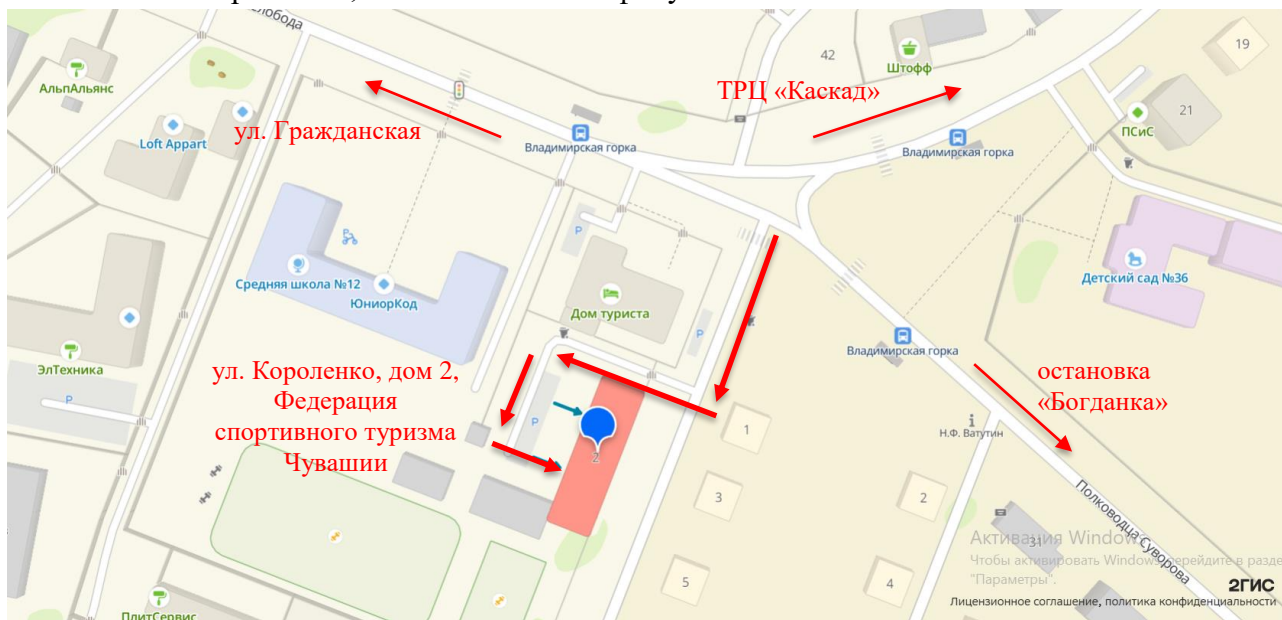 слобода
42
Штофф
19
АльпАльянс
ТРЦ «Каскад»
ул. Гражданская
21
ПСиС
Loft Appart
Владимирская горка
Владимирская горка
P
Средняя школа №12
ЮниорКод
Детский сад №36
Дом туриста
P
ЭлТехника
Владимирская горка
P
ул. Короленко, дом 2,
Федерация
спортивного туризма
Чувашии
остановка
«Богданка»
P
2
1
Н.Ф. Ватутин
3
2
Полководца Суворова
31
Активация Windows
Чтобы активировать Windows, перейдите в разде
"Параметры".
5
4
2ГИС
Лицензионное соглашение, политика конфиденциальности
ПлитСервис